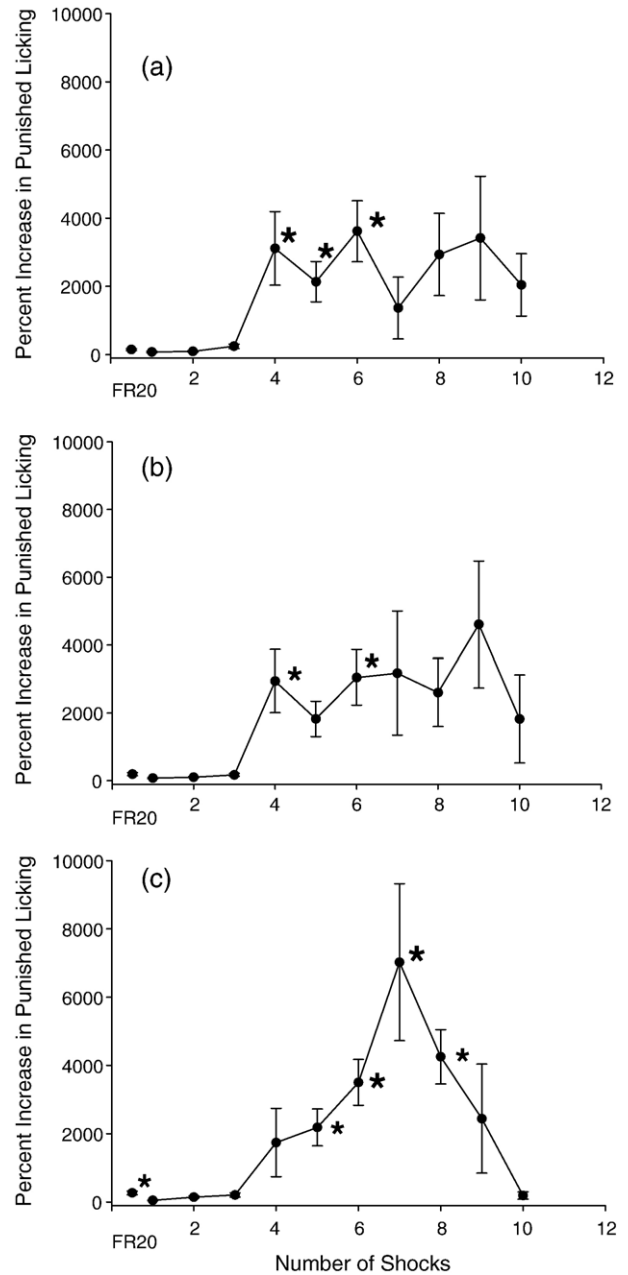 Percent Increase in Punished Licking
(a)
10000
8000
6000
4000
2000
0
* * *
FR20 2 4 6 8 10 12
Percent Increase in Punished Licking
(b)
10000
8000
6000
4000
2000
0
* *
FR20 2 4 6 8 10 12
Percent Increase in Punished Licking
(c)
10000
8000
6000
4000
2000
0
* * * * *
FR20 2 4 6 8 10 12
Number of Shocks